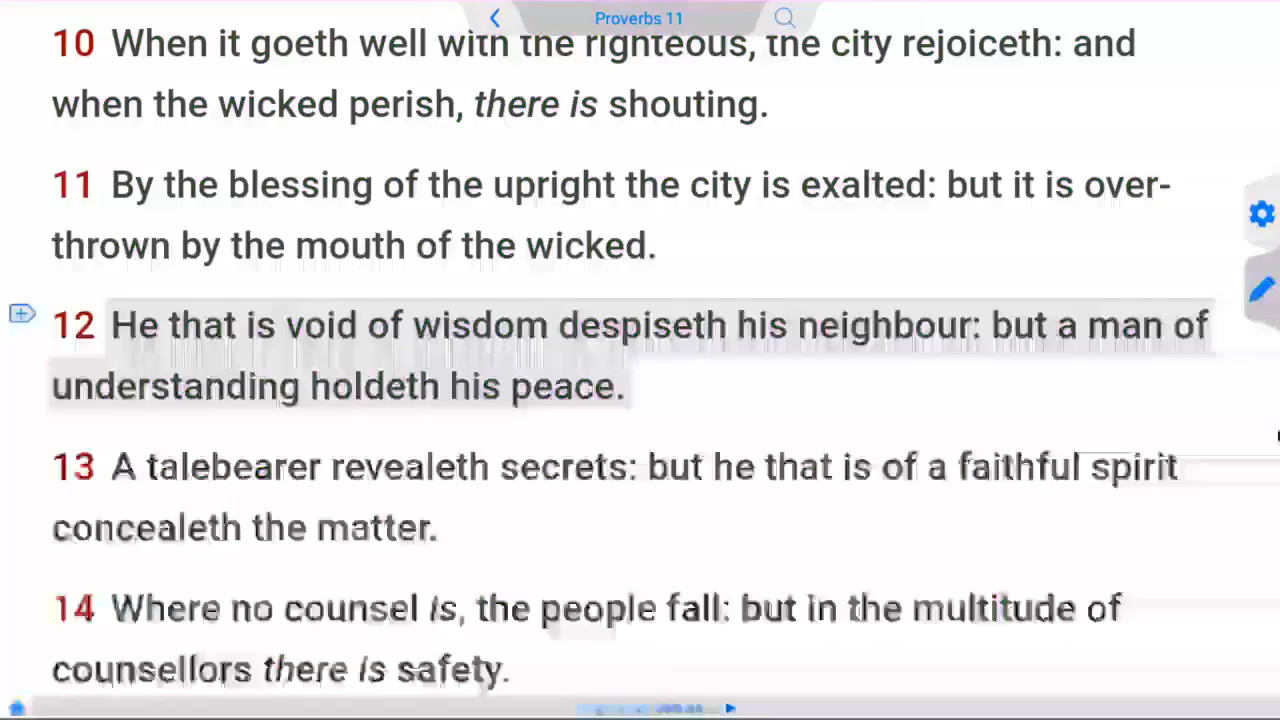 Proverbs 11
10 When it goeth well with the righteous, the city rejoiceth: and
when the wicked perish, there is shouting.
11 By the blessing of the upright the city is exalted: but it is over-
thrown by the mouth of the wicked.
12 He that is void of wisdom despiseth his neighbour: but a man of
understanding holdeth his peace.
13 A talebearer revealeth secrets: but he that is of a faithful spirit
concealeth the matter.
14 Where no counsel is, the people fall: but in the multitude of
counsellors there is safety.